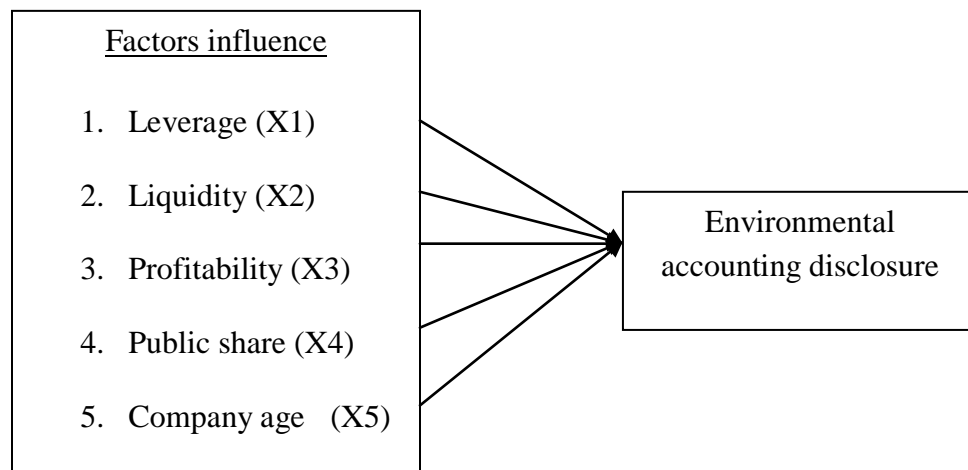 Factors influence
1. Leverage (X1)
2. Liquidity (X2)
3. Profitability (X3)
4. Public share (X4)
5. Company age (X5)
Environmental
accounting disclosure